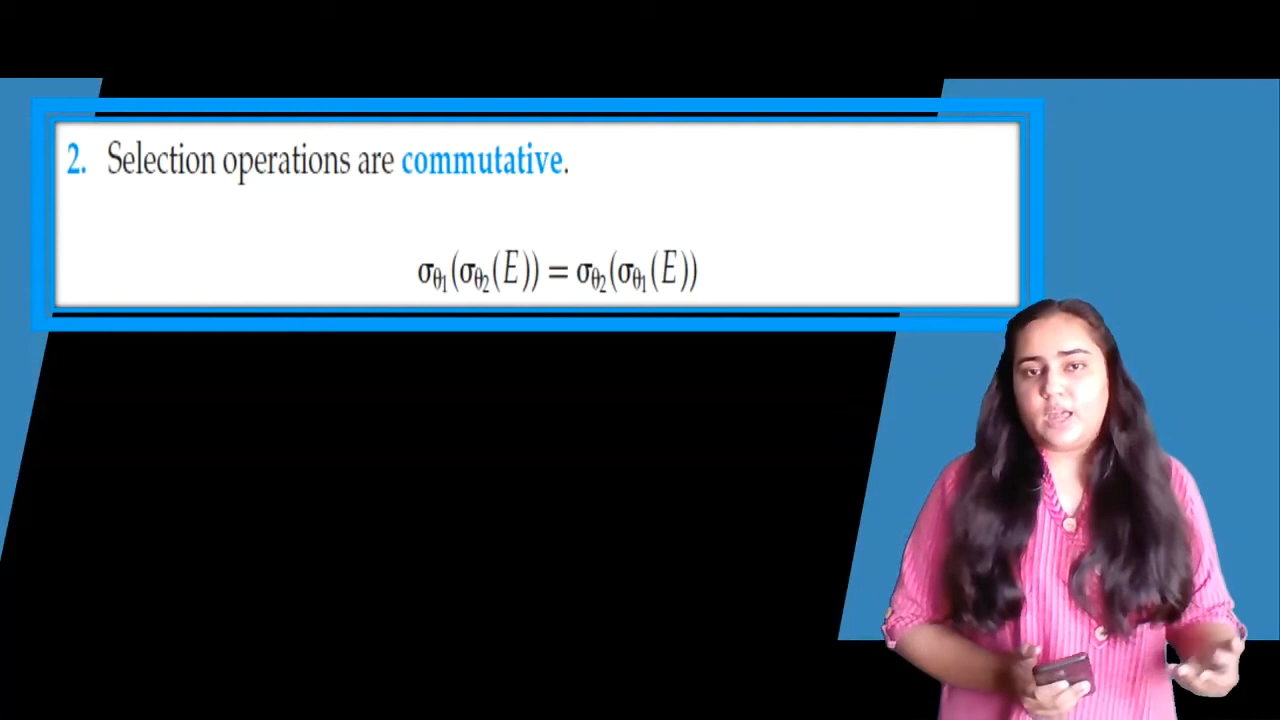 2. Selection operations are commutative.
σθ₁(σθ₂(E)) = σθ₂(σθ₁(E))